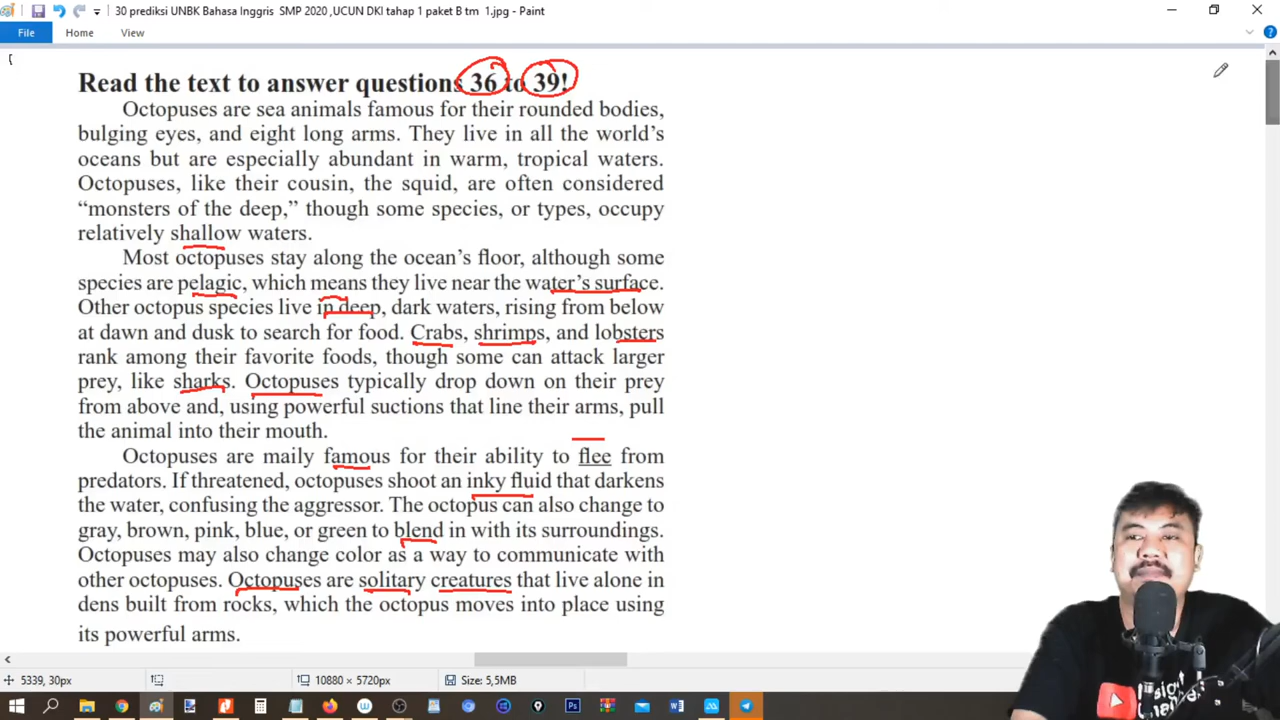 30 prediksi UNBK Bahasa Inggris  SMP 2020 ,UCUN DKI tahap 1 paket B tm  1.jpg - Paint
File Home View
Read the text to answer questions 36 to 39!
Octopuses are sea animals famous for their rounded bodies,
bulging eyes, and eight long arms. They live in all the world's
oceans but are especially abundant in warm, tropical waters.
Octopuses, like their cousin, the squid, are often considered
“monsters of the deep,” though some species, or types, occupy
relatively shallow waters.
Most octopuses stay along the ocean's floor, although some
species are pelagic, which means they live near the water's surface.
Other octopus species live in deep, dark waters, rising from below
at dawn and dusk to search for food. Crabs, shrimps, and lobsters
rank among their favorite foods, though some can attack larger
prey, like sharks. Octopuses typically drop down on their prey
from above and, using powerful suctions that line their arms, pull
the animal into their mouth.
Octopuses are maily famous for their ability to flee from
predators. If threatened, octopuses shoot an inky fluid that darkens
the water, confusing the aggressor. The octopus can also change to
gray, brown, pink, blue, or green to blend in with its surroundings.
Octopuses may also change color as a way to communicate with
other octopuses. Octopuses are solitary creatures that live alone in
dens built from rocks, which the octopus moves into place using
its powerful arms.
5339, 30px
10880 × 5720px
Size: 5,5MB